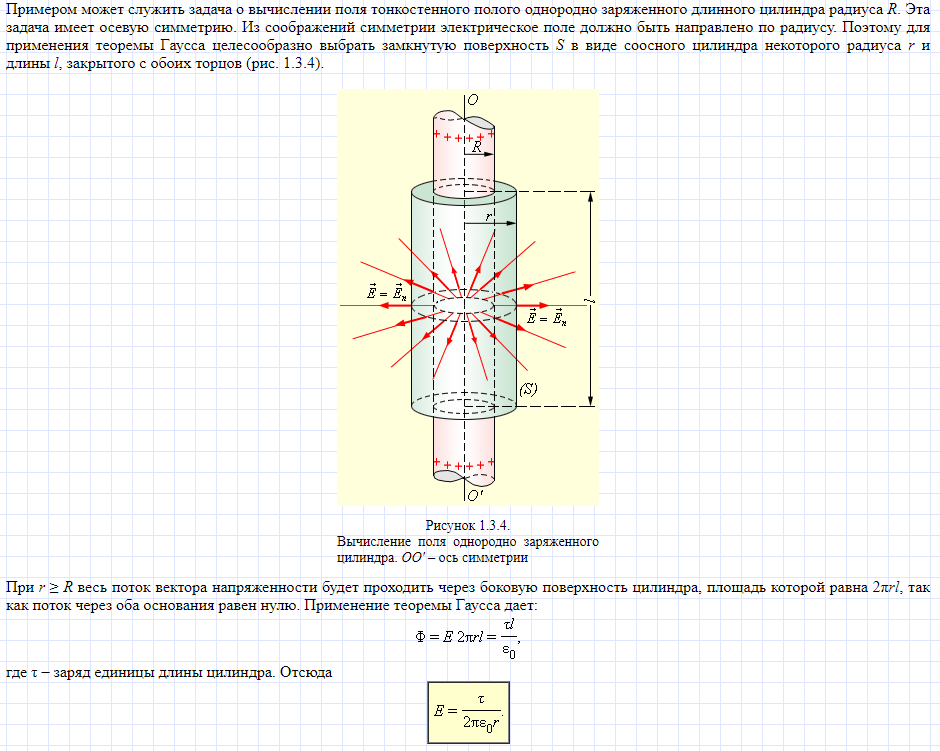 Примером может служить задача о вычислении поля тонкостенного полого однородно заряженного длинного цилиндра радиуса R. Эта
задача имеет осевую симметрию. Из соображений симметрии электрическое поле должно быть направлено по радиусу. Поэтому для
применения теоремы Гаусса целесообразно выбрать замкнутую поверхность S в виде соосного цилиндра некоторого радиуса r и
длины l, закрытого с обоих торцов (рис. 1.3.4).
O
+ + + + + +
R
r
E⃗ = E⃗ₙ
l
E⃗ = E⃗ₙ
(S)
+ + + + + +
O'
Рисунок 1.3.4.
Вычисление поля однородно заряженного
цилиндра. OO' – ось симметрии
При r ≥ R весь поток вектора напряженности будет проходить через боковую поверхность цилиндра, площадь которой равна 2πrl, так
как поток через оба основания равен нулю. Применение теоремы Гаусса дает:
Φ = E 2πrl = τl/ε₀,
где τ – заряд единицы длины цилиндра. Отсюда
E = τ/2πε₀r.